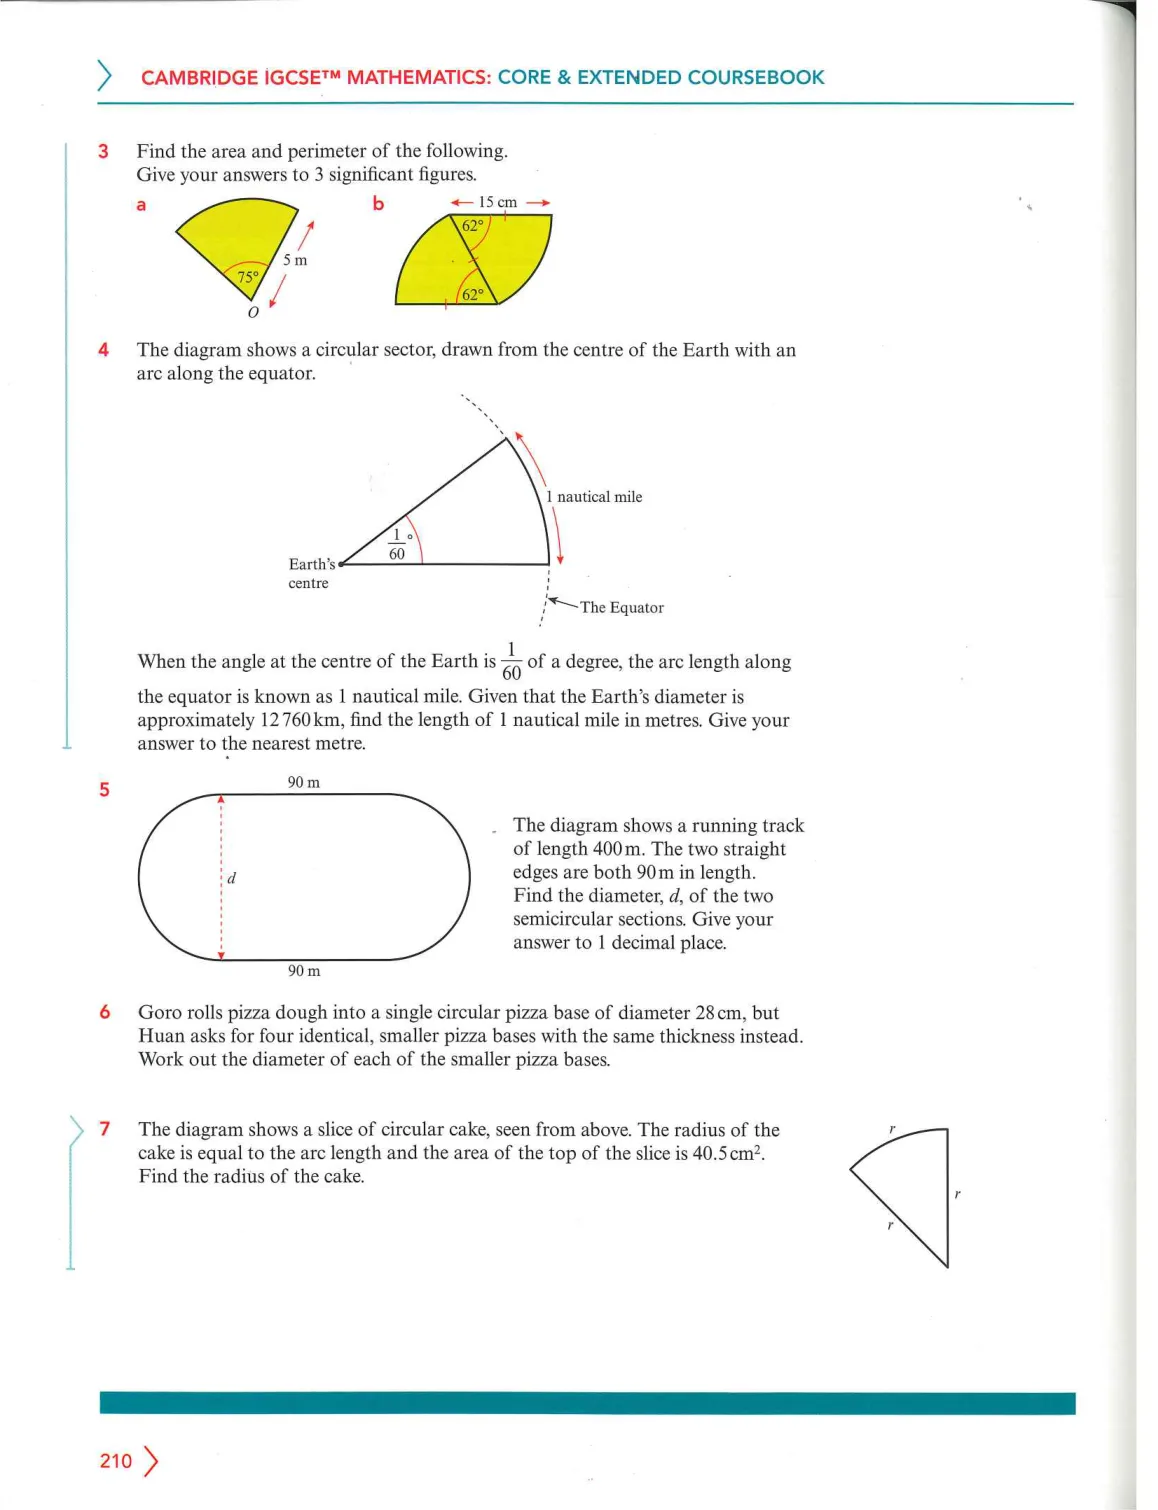 CAMBRIDGE IGCSE™ MATHEMATICS: CORE & EXTENDED COURSEBOOK
3 Find the area and perimeter of the following.
Give your answers to 3 significant figures.
a
75°
5 m
O
b
15 cm
62°
62°
4 The diagram shows a circular sector, drawn from the centre of the Earth with an
arc along the equator.
1 nautical mile
1/60°
Earth's
centre
The Equator
When the angle at the centre of the Earth is 1/60 of a degree, the arc length along
the equator is known as 1 nautical mile. Given that the Earth's diameter is
approximately 12 760 km, find the length of 1 nautical mile in metres. Give your
answer to the nearest metre.
5
90 m
d
90 m
The diagram shows a running track
of length 400 m. The two straight
edges are both 90 m in length.
Find the diameter, d, of the two
semicircular sections. Give your
answer to 1 decimal place.
6 Goro rolls pizza dough into a single circular pizza base of diameter 28 cm, but
Huan asks for four identical, smaller pizza bases with the same thickness instead.
Work out the diameter of each of the smaller pizza bases.
7 The diagram shows a slice of circular cake, seen from above. The radius of the
cake is equal to the arc length and the area of the top of the slice is 40.5 cm².
Find the radius of the cake.
r
r
r
210